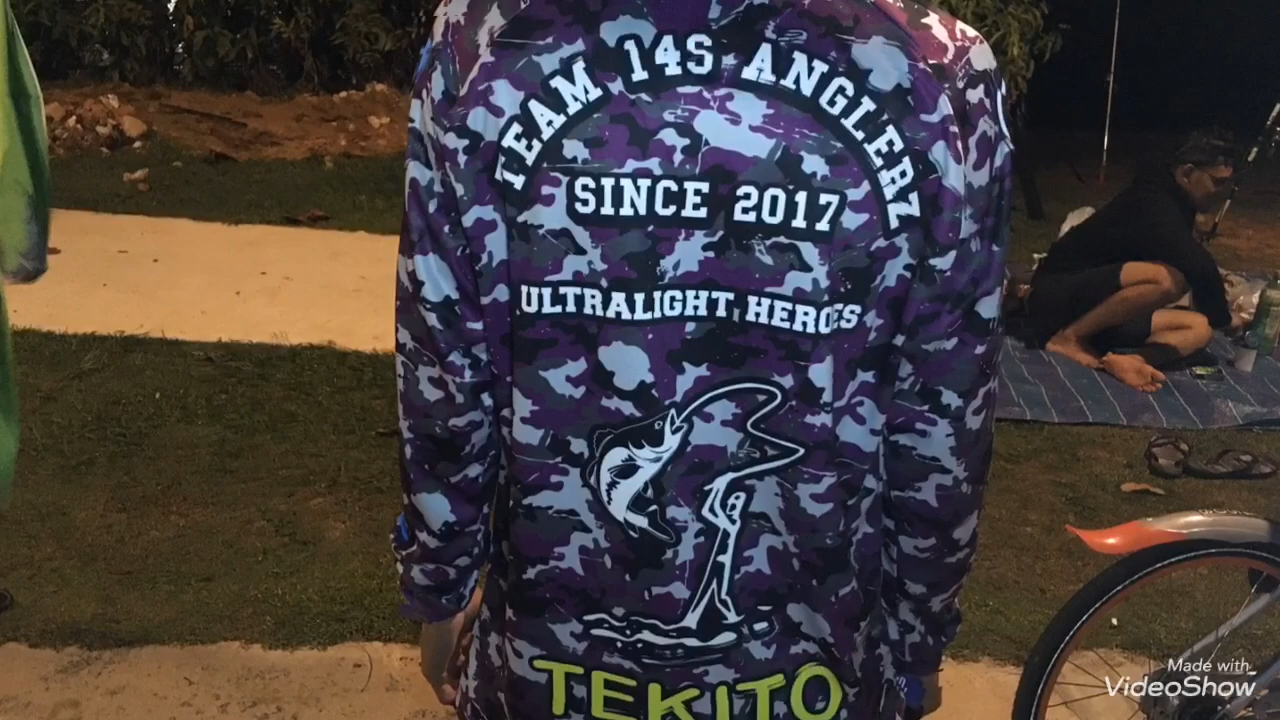 TEAM 14S ANGLERZ
SINCE 2017
ULTRALIGHT HEROES
TEKITO
Made with
VideoShow